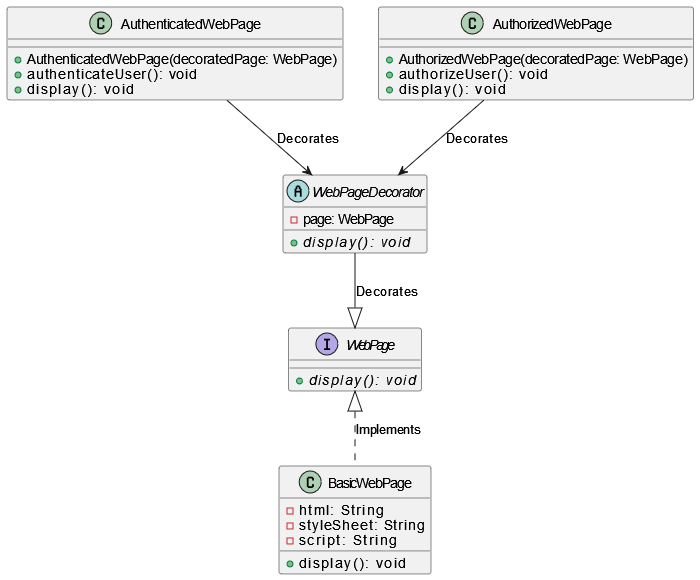 C AuthenticatedWebPage
AuthenticatedWebPage(decoratedPage: WebPage)
authenticateUser(): void
display(): void
C AuthorizedWebPage
AuthorizedWebPage(decoratedPage: WebPage)
authorizeUser(): void
display(): void
Decorates
Decorates
A WebPageDecorator
page: WebPage
display(): void
Decorates
I WebPage
display(): void
Implements
C BasicWebPage
html: String
styleSheet: String
script: String
display(): void